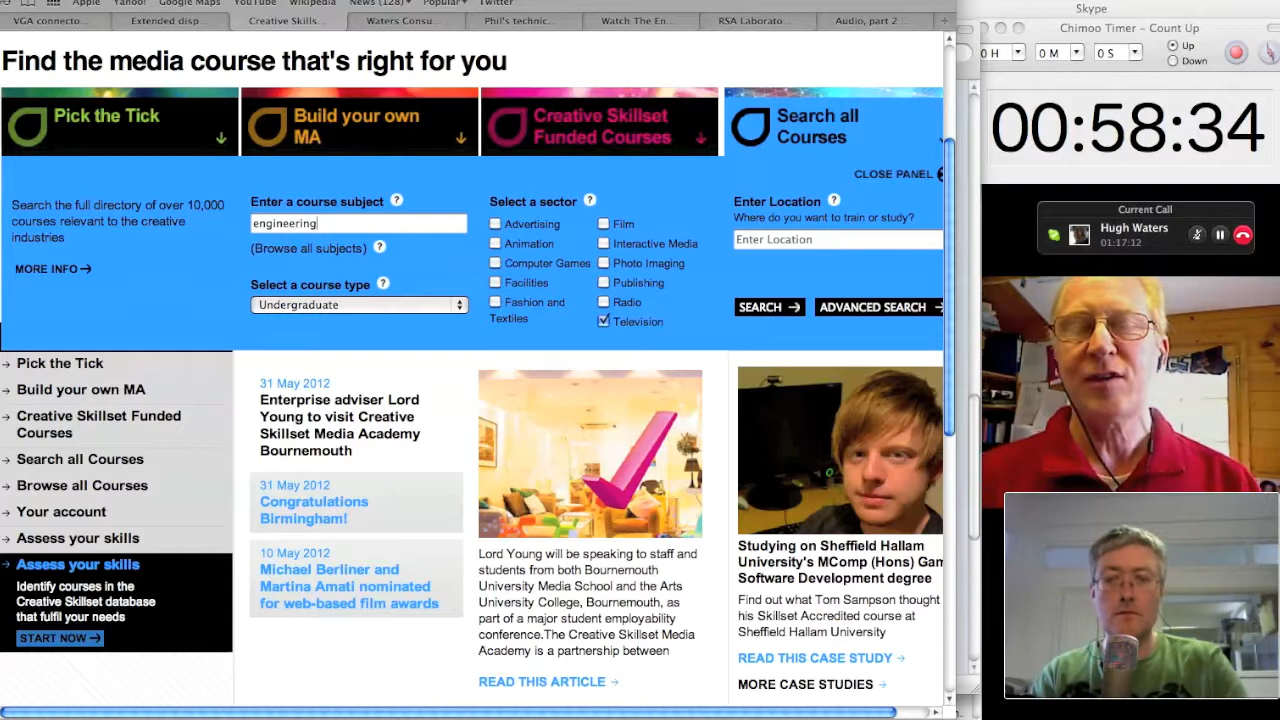 Apple Yahoo! Google Maps YouTube Wikipedia News (128) Popular Twitter
VGA connecto... Extended disp... Creative Skills... Waters Consu... Phil's technic... Watch The En... RSA Laborato... Audio, part 2 ...
Find the media course that's right for you
Pick the Tick
Build your own
MA
Creative Skillset
Funded Courses
Search all
Courses
CLOSE PANEL
Search the full directory of over 10,000
courses relevant to the creative
industries
MORE INFO
Enter a course subject ?
engineering
(Browse all subjects) ?
Select a course type ?
Undergraduate
Select a sector ?
Advertising
Animation
Computer Games
Facilities
Fashion and
Textiles
Film
Interactive Media
Photo Imaging
Publishing
Radio
Television
Enter Location ?
Where do you want to train or study?
Enter Location
SEARCH
ADVANCED SEARCH
Pick the Tick
Build your own MA
Creative Skillset Funded
Courses
Search all Courses
Browse all Courses
Your account
Assess your skills
Assess your skills
Identify courses in the
Creative Skillset database
that fulfil your needs
START NOW
31 May 2012
Enterprise adviser Lord
Young to visit Creative
Skillset Media Academy
Bournemouth
31 May 2012
Congratulations
Birmingham!
10 May 2012
Michael Berliner and
Martina Amati nominated
for web-based film awards
Lord Young will be speaking to staff and
students from both Bournemouth
University Media School and the Arts
University College, Bournemouth, as
part of a major student employability
conference.The Creative Skillset Media
Academy is a partnership between
READ THIS ARTICLE
Studying on Sheffield Hallam
University's MComp (Hons) Gam
Software Development degree
Find out what Tom Sampson thought
his Skillset Accredited course at
Sheffield Hallam University
READ THIS CASE STUDY
MORE CASE STUDIES
Skype
Chimoo Timer – Count Up
0 H 0 M 0 S Up
Down
00:58:34
Current Call
Hugh Waters
01:17:12